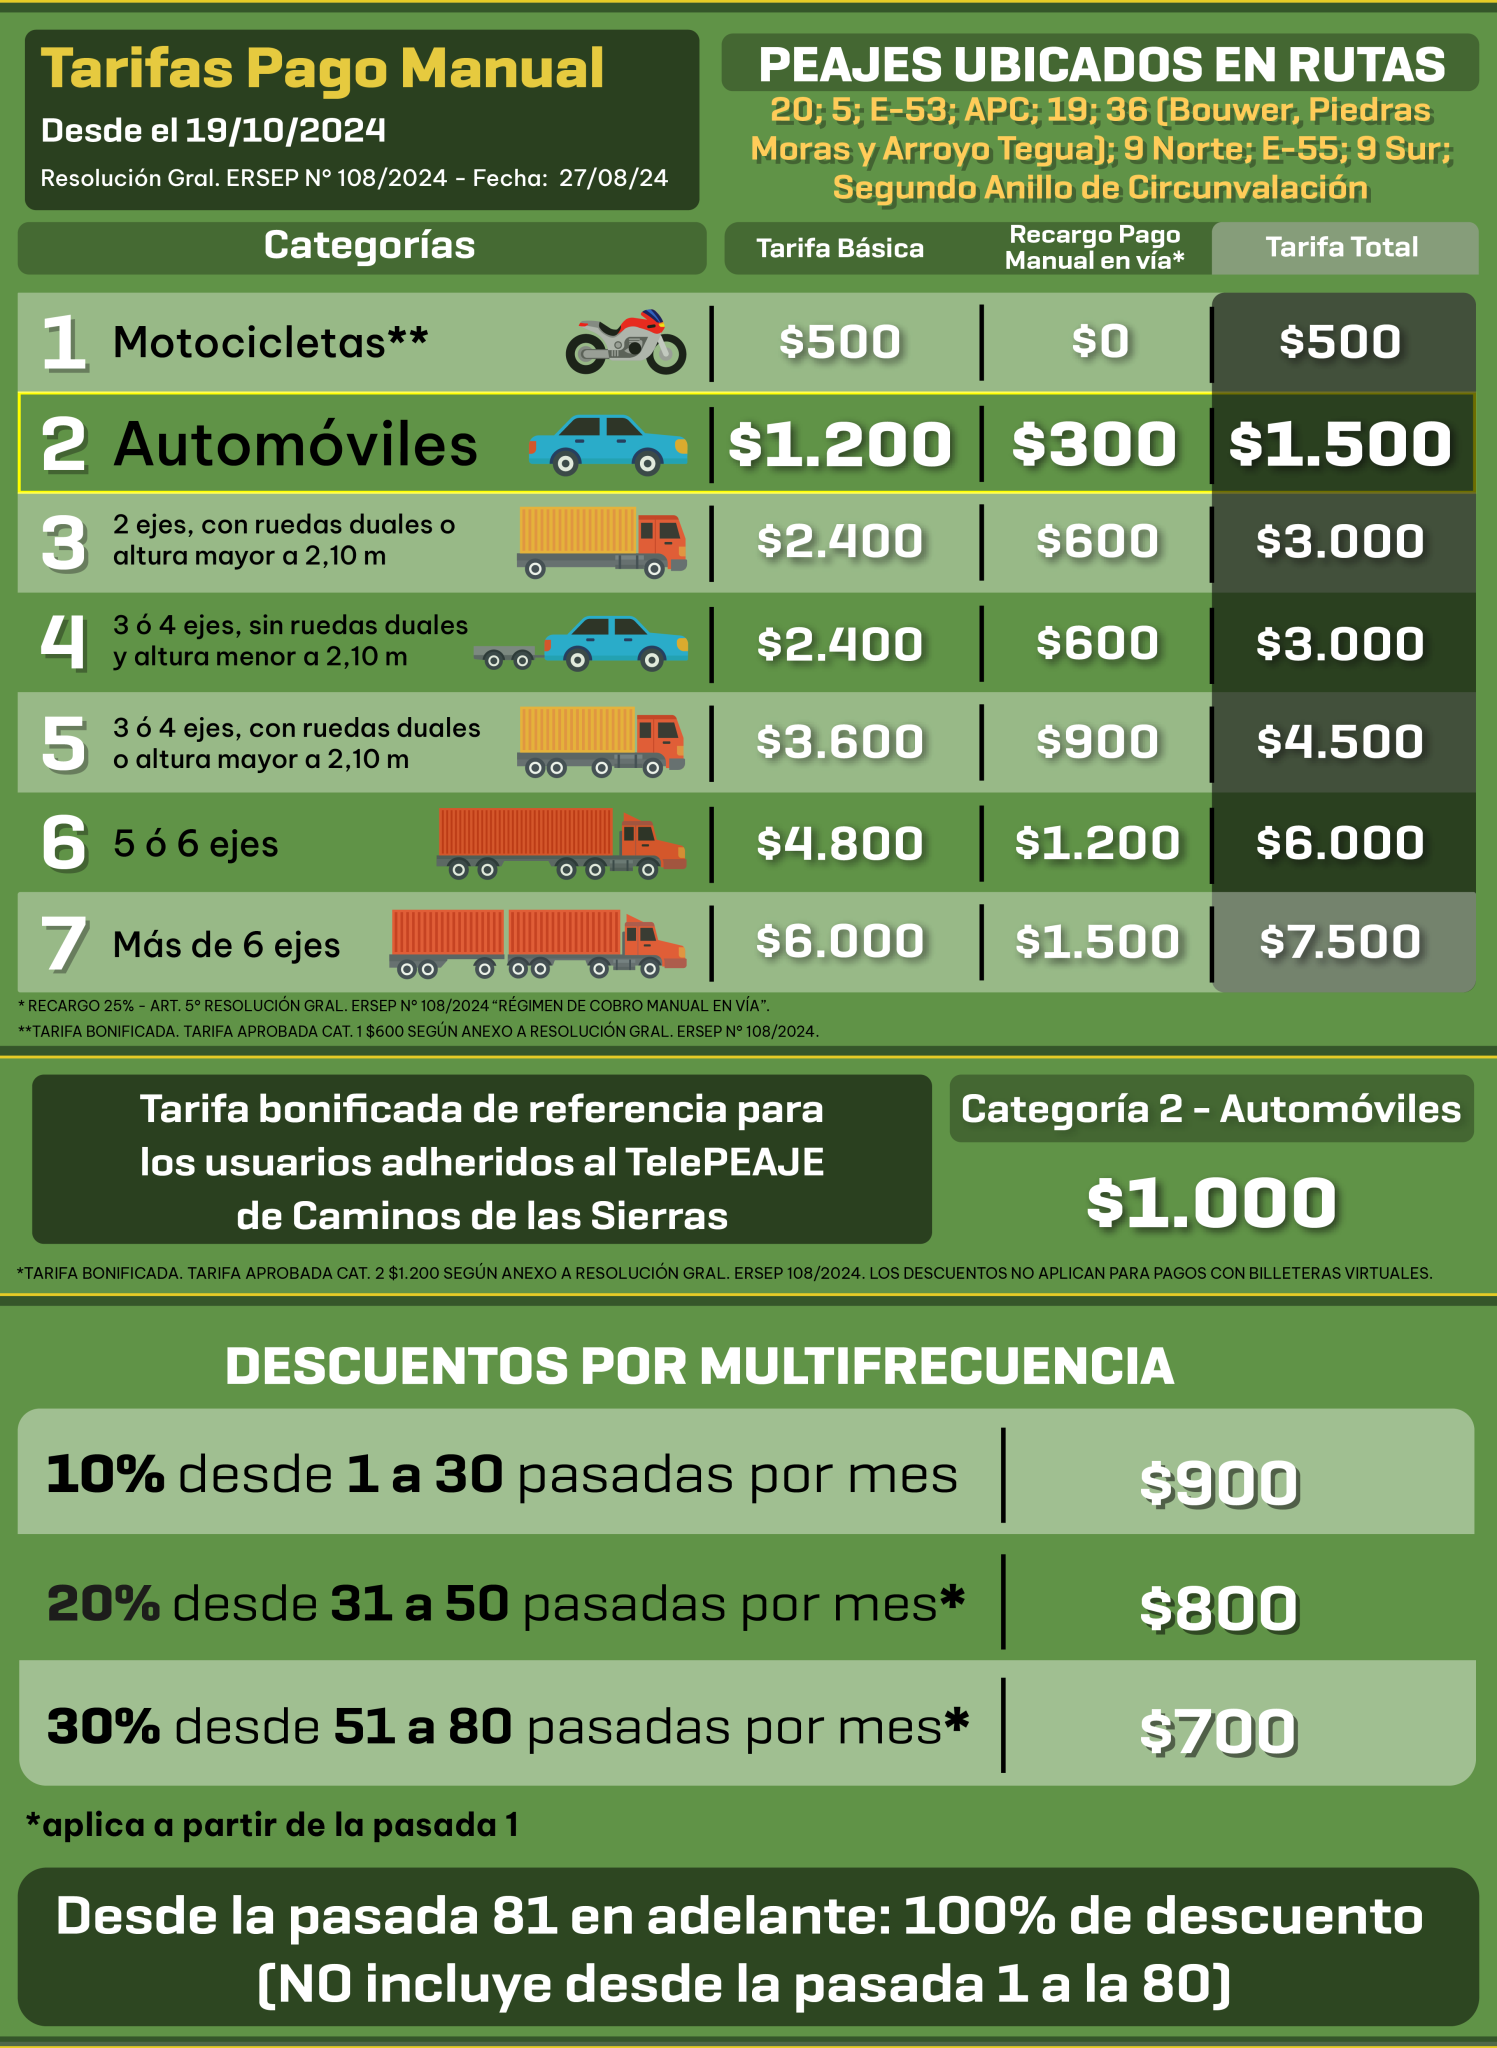 Tarifas Pago Manual
Desde el 19/10/2024
Resolución Gral. ERSEP N° 108/2024 - Fecha: 27/08/24
PEAJES UBICADOS EN RUTAS
20; 5; E-53; APC; 19; 36 (Bouwer, Piedras
Moras y Arroyo Tegua); 9 Norte; E-55; 9 Sur;
Segundo Anillo de Circunvalación
Categorías
Tarifa Básica
Recargo Pago
Manual en vía*
Tarifa Total
1 Motocicletas** $500 $0 $500
2 Automóviles $1.200 $300 $1.500
3 2 ejes, con ruedas duales o
altura mayor a 2,10 m
$2.400 $600 $3.000
4 3 ó 4 ejes, sin ruedas duales
y altura menor a 2,10 m
$2.400 $600 $3.000
5 3 ó 4 ejes, con ruedas duales
o altura mayor a 2,10 m
$3.600 $900 $4.500
6 5 ó 6 ejes $4.800 $1.200 $6.000
7 Más de 6 ejes $6.000 $1.500 $7.500
* RECARGO 25% - ART. 5° RESOLUCIÓN GRAL. ERSEP N° 108/2024 “RÉGIMEN DE COBRO MANUAL EN VÍA”.
**TARIFA BONIFICADA. TARIFA APROBADA CAT. 1 $600 SEGÚN ANEXO A RESOLUCIÓN GRAL. ERSEP N° 108/2024.
Tarifa bonificada de referencia para
los usuarios adheridos al TelePEAJE
de Caminos de las Sierras
Categoría 2 - Automóviles
$1.000
*TARIFA BONIFICADA. TARIFA APROBADA CAT. 2 $1.200 SEGÚN ANEXO A RESOLUCIÓN GRAL. ERSEP 108/2024. LOS DESCUENTOS NO APLICAN PARA PAGOS CON BILLETERAS VIRTUALES.
DESCUENTOS POR MULTIFRECUENCIA
10% desde 1 a 30 pasadas por mes $900
20% desde 31 a 50 pasadas por mes* $800
30% desde 51 a 80 pasadas por mes* $700
*aplica a partir de la pasada 1
Desde la pasada 81 en adelante: 100% de descuento
(NO incluye desde la pasada 1 a la 80)